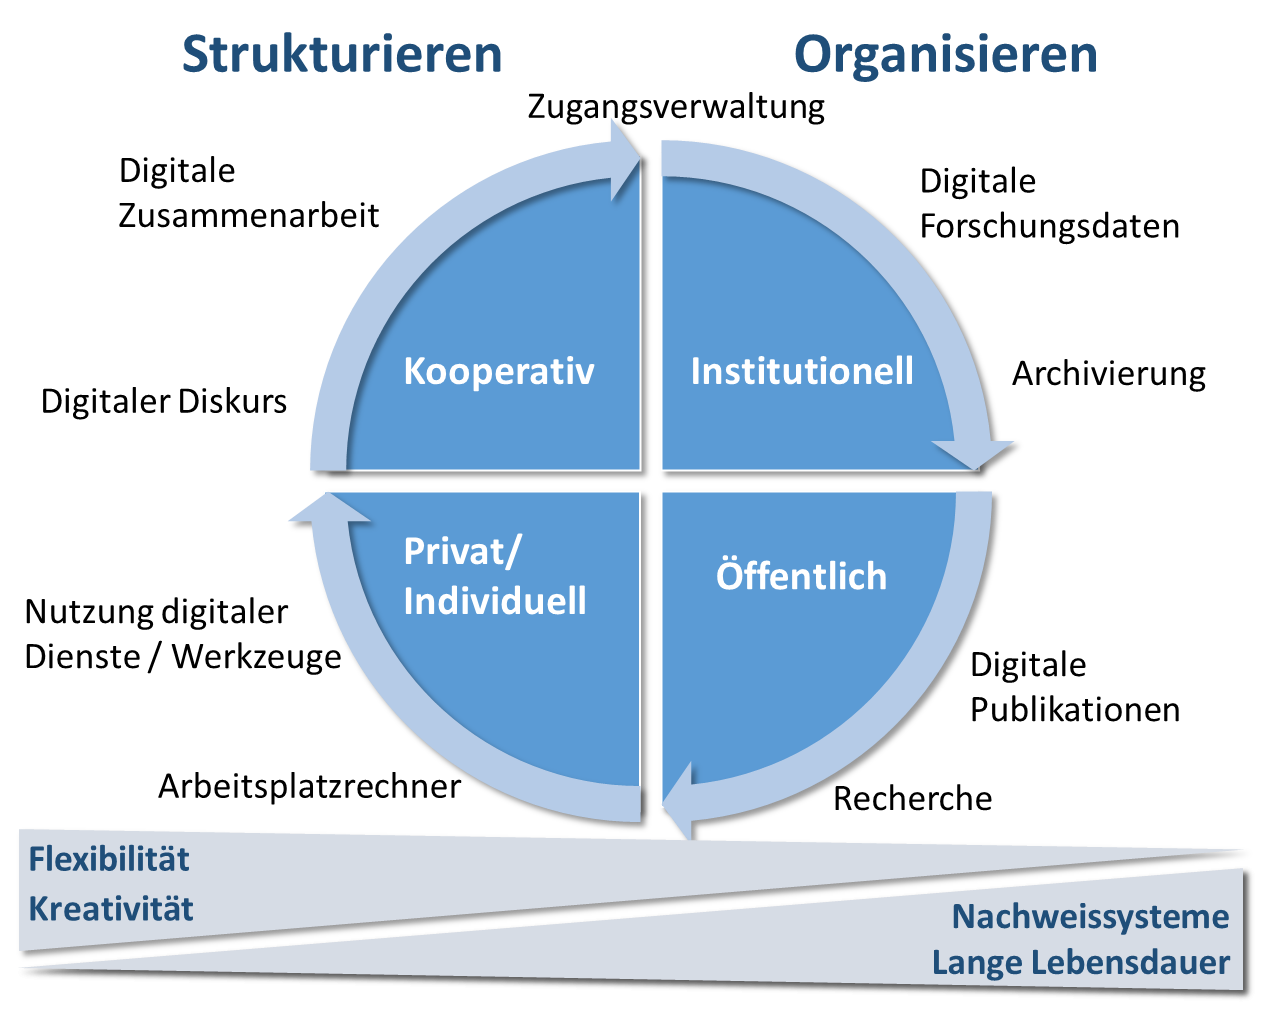 Strukturieren
Organisieren
Zugangsverwaltung
Digitale
Zusammenarbeit
Digitale
Forschungsdaten
Kooperativ
Institutionell
Archivierung
Digitaler Diskurs
Privat/
Individuell
Öffentlich
Nutzung digitaler
Dienste / Werkzeuge
Digitale
Publikationen
Arbeitsplatzrechner
Recherche
Flexibilität
Kreativität
Nachweissysteme
Lange Lebensdauer